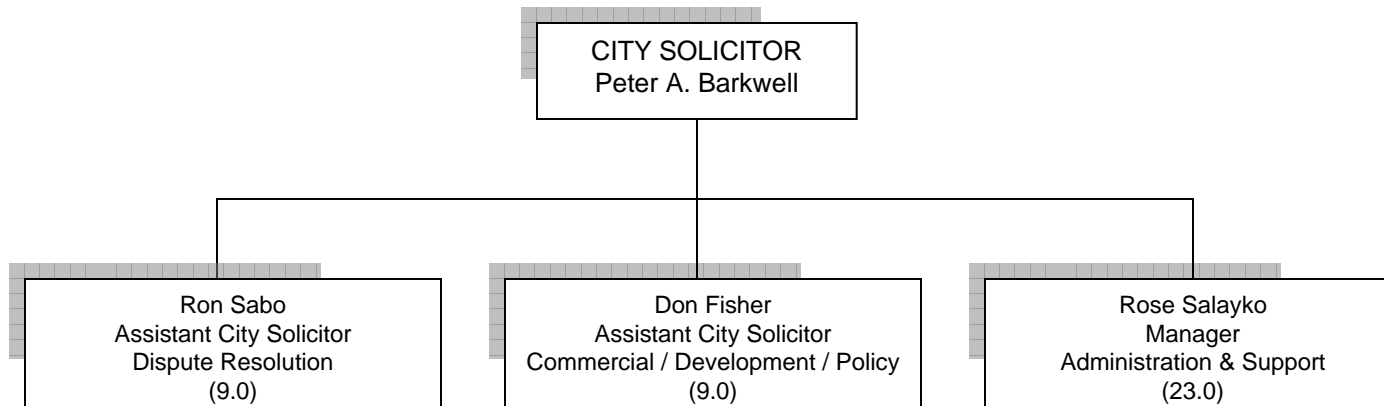 CITY SOLICITOR
Peter A. Barkwell
Ron Sabo
Assistant City Solicitor
Dispute Resolution
(9.0)
Don Fisher
Assistant City Solicitor
Commercial / Development / Policy
(9.0)
Rose Salayko
Manager
Administration & Support
(23.0)